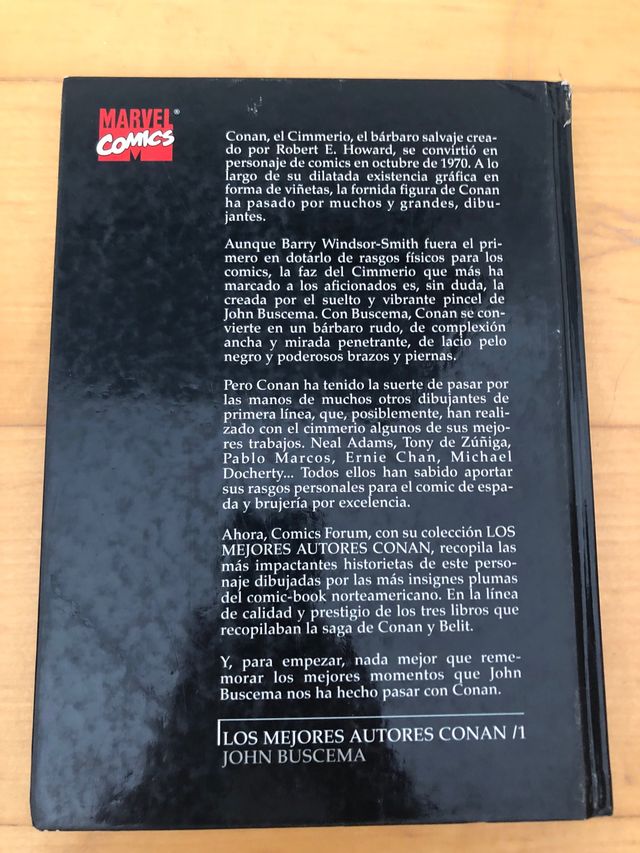 MARVEL®
COMICS
Conan, el Cimmerio, el bárbaro salvaje crea-
do por Robert E. Howard, se convirtió en
personaje de comics en octubre de 1970. A lo
largo de su dilatada existencia gráfica en
forma de viñetas, la fornida figura de Conan
ha pasado por muchos y grandes, dibu-
jantes.
Aunque Barry Windsor-Smith fuera el pri-
mero en dotarlo de rasgos físicos para los
comics, la faz del Cimmerio que más ha
marcado a los aficionados es, sin duda, la
creada por el suelto y vibrante pincel de
John Buscema. Con Buscema, Conan se con-
vierte en un bárbaro rudo, de complexión
ancha y mirada penetrante, de lacio pelo
negro y poderosos brazos y piernas.
Pero Conan ha tenido la suerte de pasar por
las manos de muchos otros dibujantes de
primera línea, que, posiblemente, han reali-
zado con el cimmerio algunos de sus mejo-
res trabajos. Neal Adams, Tony de Zúñiga,
Pablo Marcos, Ernie Chan, Michael
Docherty... Todos ellos han sabido aportar
sus rasgos personales para el comic de espa-
da y brujería por excelencia.
Ahora, Comics Forum, con su colección LOS
MEJORES AUTORES CONAN, recopila las
más impactantes historietas de este perso-
naje dibujadas por las más insignes plumas
del comic-book norteamericano. En la línea
de calidad y prestigio de los tres libros que
recopilaban la saga de Conan y Belit.
Y, para empezar, nada mejor que reme-
morar los mejores momentos que John
Buscema nos ha hecho pasar con Conan.
LOS MEJORES AUTORES CONAN /1
JOHN BUSCEMA